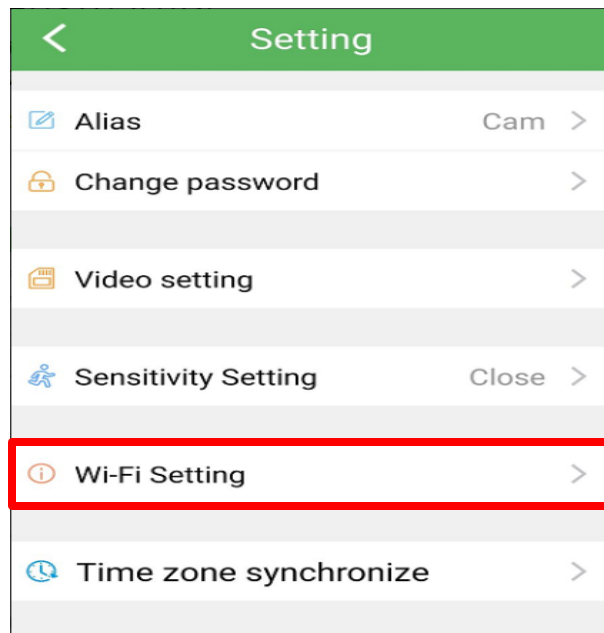 Setting
Alias Cam
Change password
Video setting
Sensitivity Setting Close
Wi-Fi Setting
Time zone synchronize